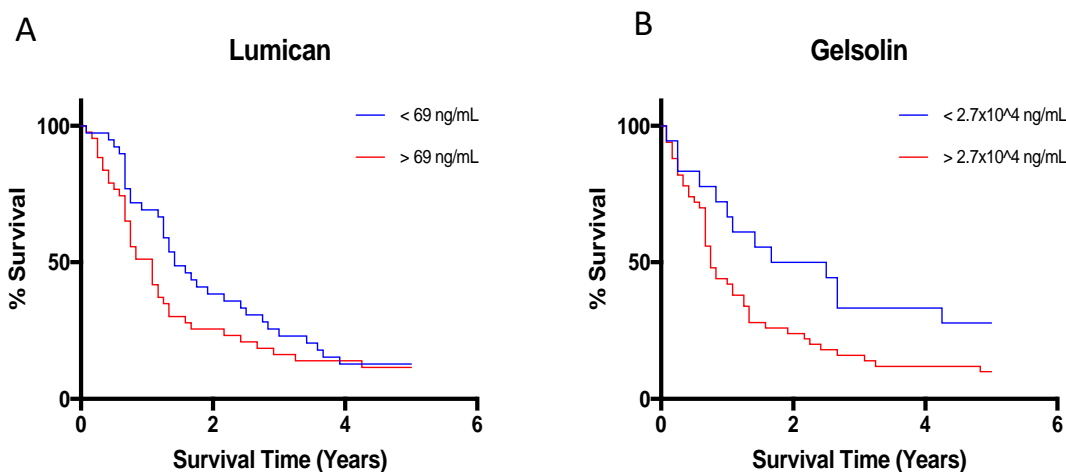 A
Lumican
< 69 ng/mL
> 69 ng/mL
% Survival
100
50
0
0 2 4 6
Survival Time (Years)
B
Gelsolin
< 2.7x10^4 ng/mL
> 2.7x10^4 ng/mL
% Survival
100
50
0
0 2 4 6
Survival Time (Years)